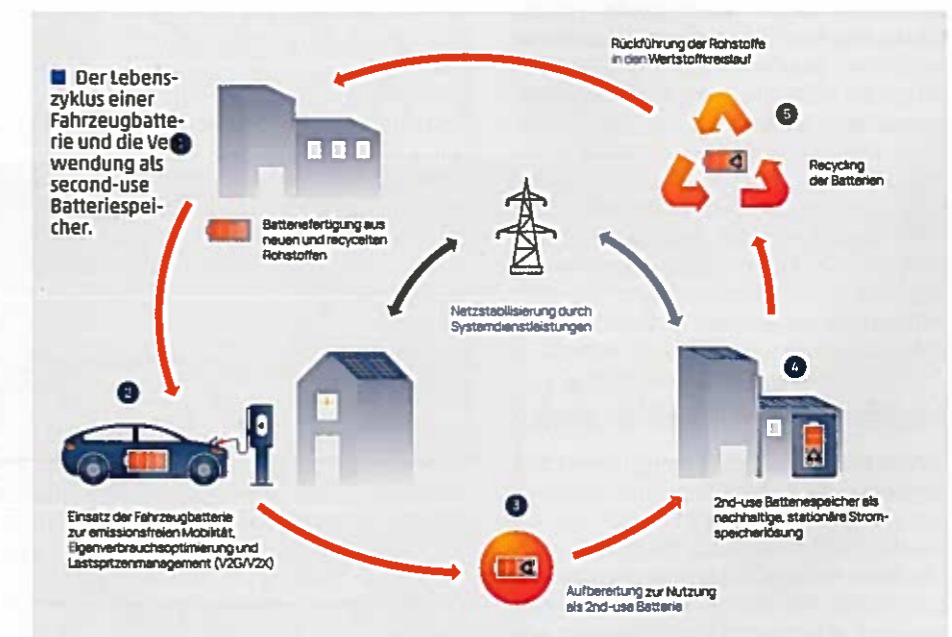 Der Lebens-
zyklus einer
Fahrzeugbatte-
rie und die Ve
wendung als
second-use
Batteriespei-
cher.
Batteriefertigung aus
neuen und recycelten
Rohstoffen
2
Einsatz der Fahrzeugbatterie
zur emissionsfreien Mobilität,
Eigenverbrauchsoptimierung und
Lastspitzenmanagement (V2G/V2X)
3
Aufbereitung zur Nutzung
als 2nd-use Batterie
4
2nd-use Batteriespeicher als
nachhaltige, stationäre Strom-
speicherlösung
5
Recycling
der Batterien
Rückführung der Rohstoffe
in den Wertstoffkreislauf
Netzstabilisierung durch
Systemdienstleistungen